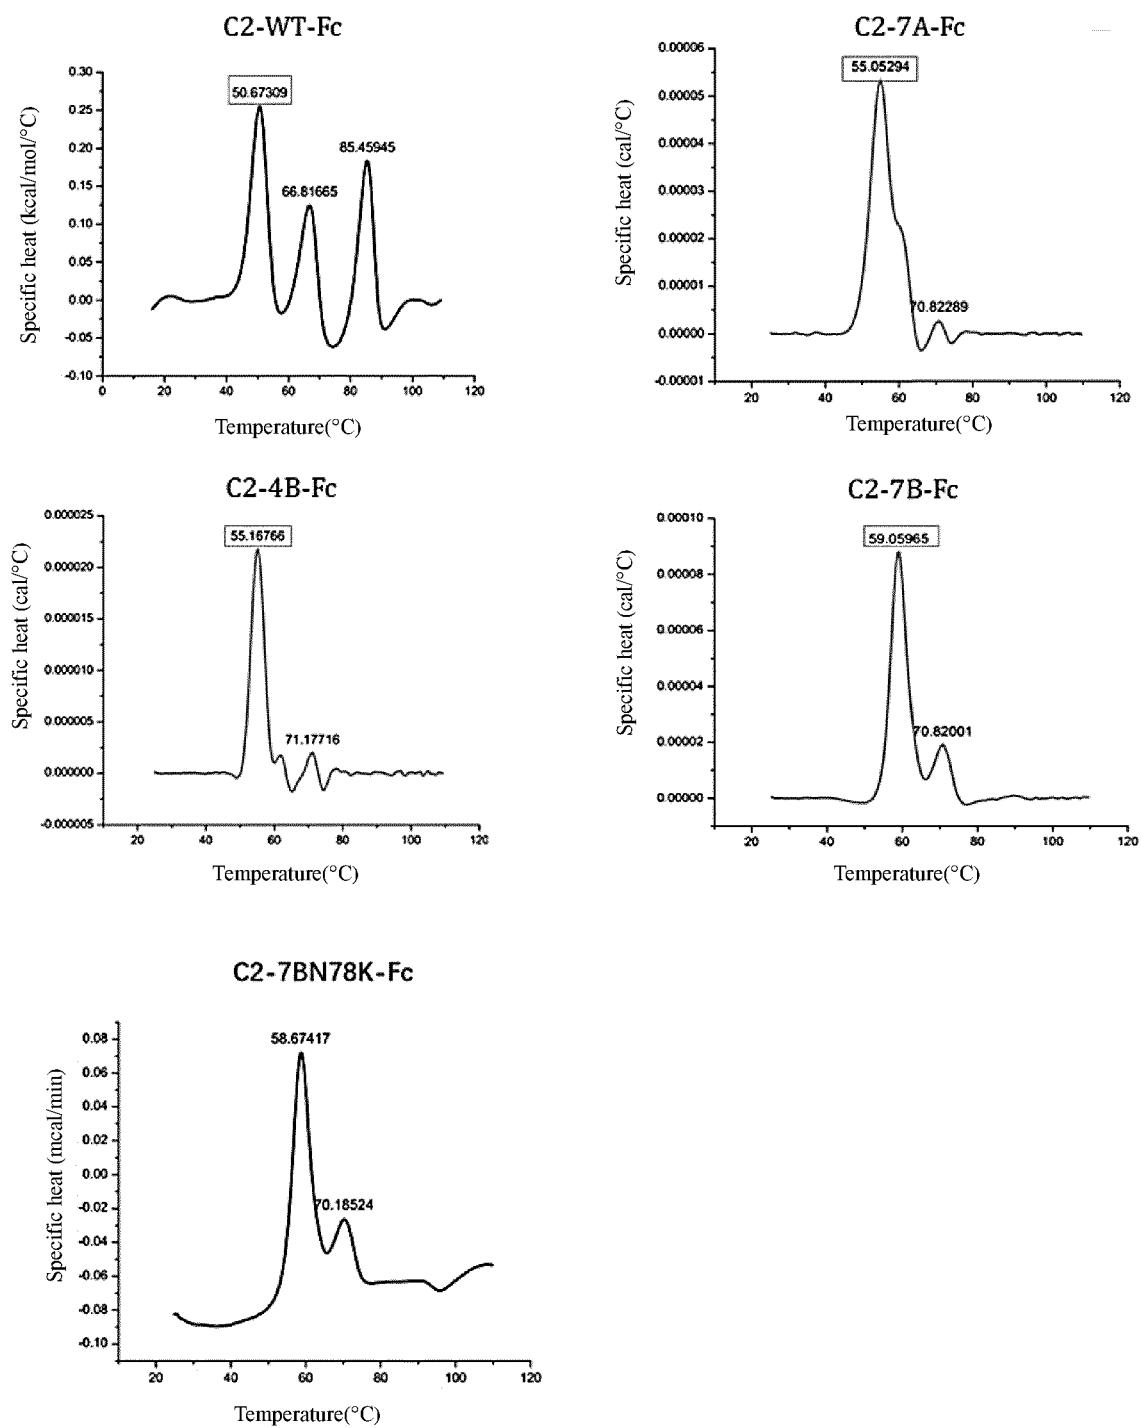 C2-WT-Fc
Specific heat (kcal/mol/°C)
0.30
0.25
0.20
0.15
0.10
0.05
0.00
-0.05
-0.10
50.67309
66.81665
85.45945
0 20 40 60 80 100 120
Temperature(°C)
C2-7A-Fc
Specific heat (cal/°C)
0.00006
0.00005
0.00004
0.00003
0.00002
0.00001
0.00000
-0.00001
55.05294
70.82289
20 40 60 80 100 120
Temperature(°C)
C2-4B-Fc
Specific heat (cal/°C)
0.000025
0.000020
0.000015
0.000010
0.000005
0.000000
-0.000005
55.16766
71.17716
20 40 60 80 100 120
Temperature(°C)
C2-7B-Fc
Specific heat (cal/°C)
0.00010
0.00008
0.00006
0.00004
0.00002
0.00000
59.05965
70.82001
20 40 60 80 100 120
Temperature(°C)
C2-7BN78K-Fc
Specific heat (mcal/min)
0.08
0.06
0.04
0.02
0.00
-0.02
-0.04
-0.06
-0.08
-0.10
58.67417
70.18524
20 40 60 80 100 120
Temperature(°C)